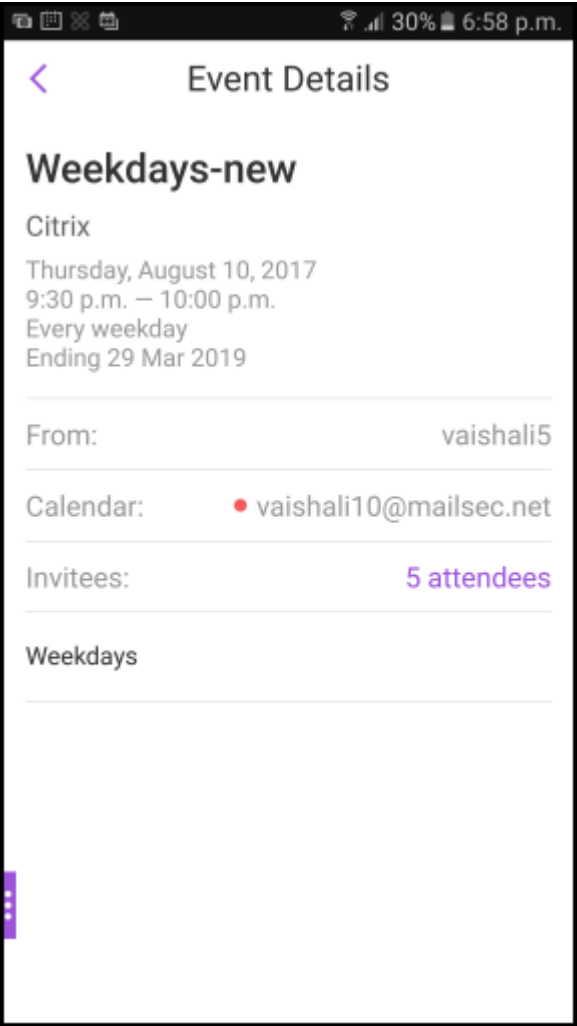 30% 6:58 p.m.
Event Details
Weekdays-new
Citrix
Thursday, August 10, 2017
9:30 p.m. — 10:00 p.m.
Every weekday
Ending 29 Mar 2019
From: vaishali5
Calendar: vaishali10@mailsec.net
Invitees: 5 attendees
Weekdays